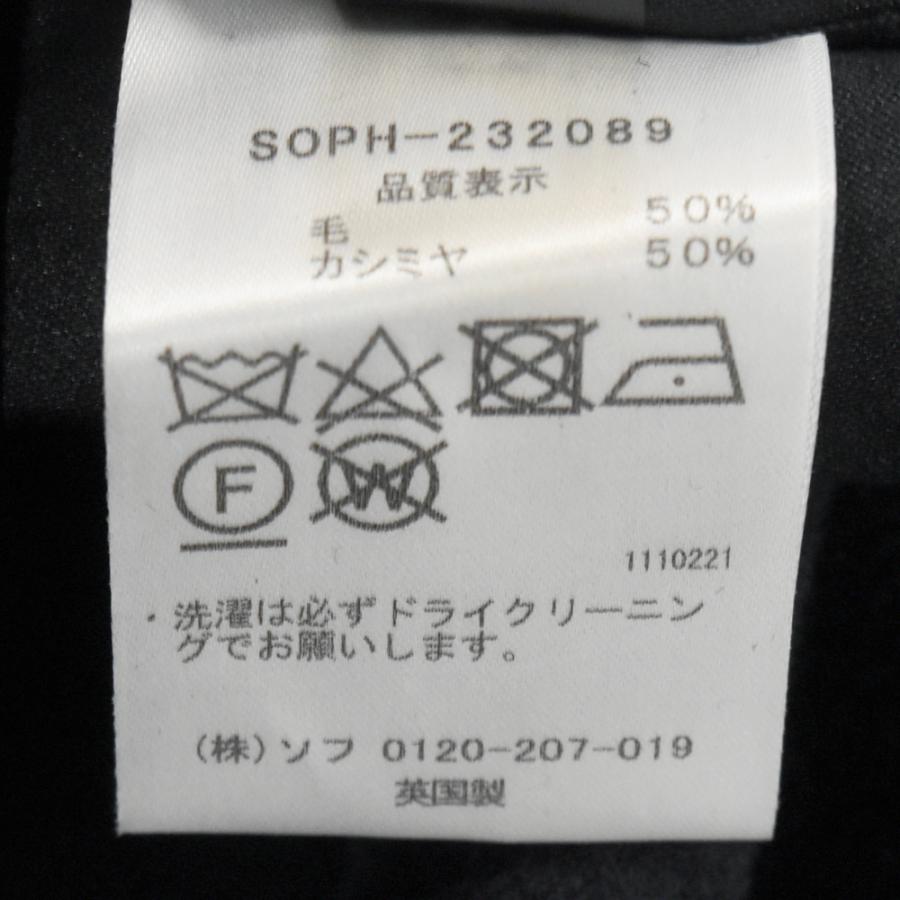 SOPH-232089
品質表示
毛 50%
カシミヤ 50%
F
W
1110221
・洗濯は必ずドライクリーニン
グでお願いします。
(株)ソフ 0120-207-019
英国製